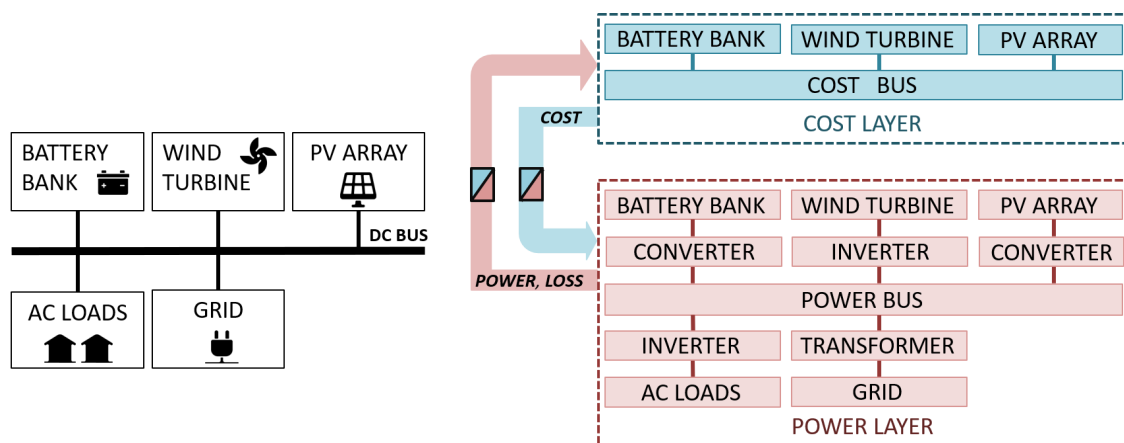 BATTERY
BANK
WIND
TURBINE
PV ARRAY
DC BUS
AC LOADS
GRID
BATTERY BANK
WIND TURBINE
PV ARRAY
COST BUS
COST LAYER
COST
POWER, LOSS
BATTERY BANK
WIND TURBINE
PV ARRAY
CONVERTER
INVERTER
CONVERTER
POWER BUS
INVERTER
TRANSFORMER
AC LOADS
GRID
POWER LAYER